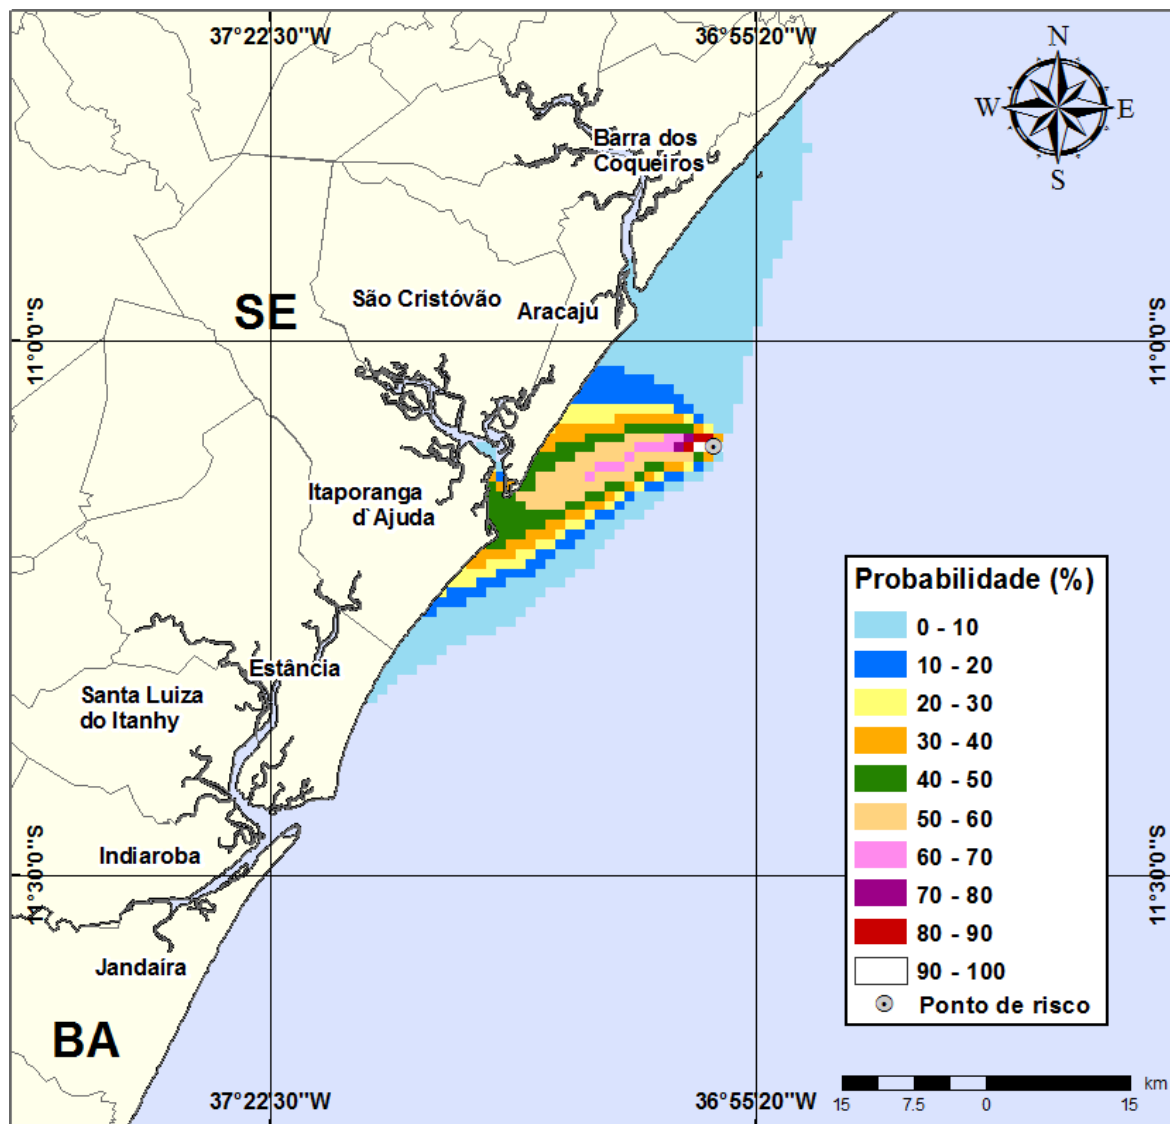 37°22'30"W
36°55'20"W
N
W
E
S
Barra dos
Coqueiros
11°0'0"S
11°0'0"S
SE
São Cristóvão
Aracaju
Itaporanga
d`Ajuda
Estância
Santa Luiza
do Itanhy
Indiaroba
11°30'0"S
11°30'0"S
Jandaíra
BA
Probabilidade (%)
0 - 10
10 - 20
20 - 30
30 - 40
40 - 50
50 - 60
60 - 70
70 - 80
80 - 90
90 - 100
Ponto de risco
37°22'30"W
36°55'20"W
km
15 7.5 0 15